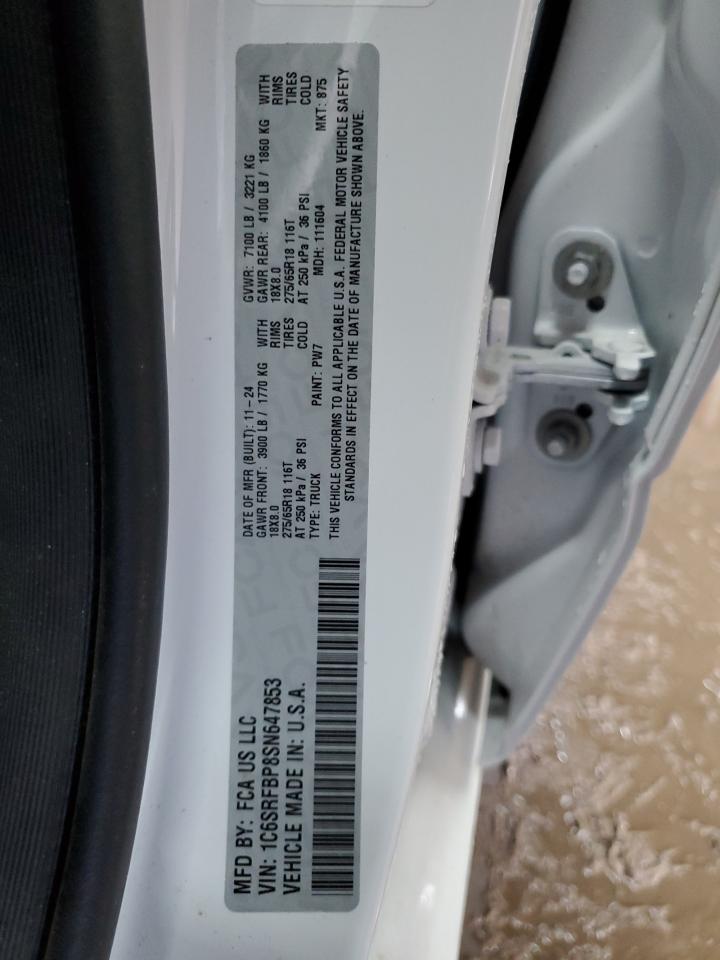 MFD BY: FCA US LLC
VIN: 1C6SRFBP8SN647853
VEHICLE MADE IN: U.S.A.
DATE OF MFR (BUILT): 11-24 GVWR: 7100 LB / 3221 KG
GAWR FRONT: 3900 LB / 1770 KG WITH GAWR REAR: 4100 LB / 1860 KG WITH
18X8.0 RIMS 18X8.0 RIMS
275/65R18 116T TIRES 275/65R18 116T TIRES
AT 250 kPa / 36 PSI COLD AT 250 kPa / 36 PSI COLD
TYPE: TRUCK PAINT: PW7 MDH: 111604 MKT: 875
THIS VEHICLE CONFORMS TO ALL APPLICABLE U.S.A. FEDERAL MOTOR VEHICLE SAFETY
STANDARDS IN EFFECT ON THE DATE OF MANUFACTURE SHOWN ABOVE.